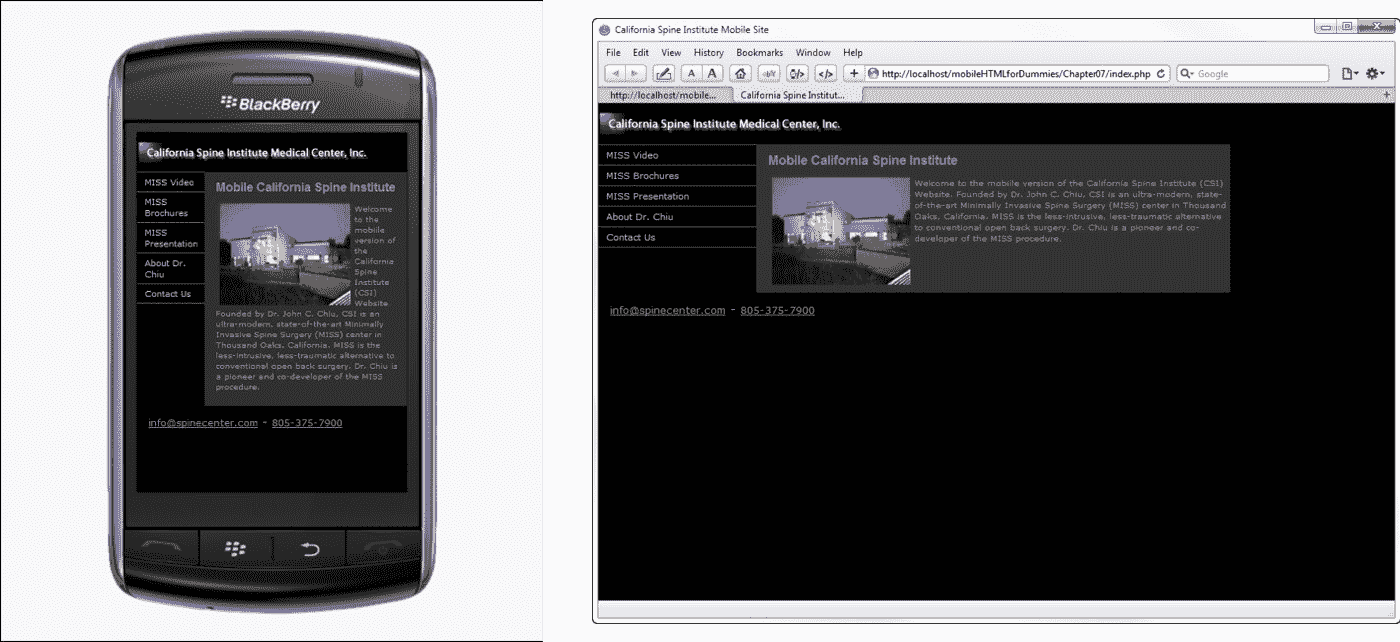 BlackBerry
California Spine Institute Medical Center, Inc.
MISS Video
MISS
Brochures
MISS
Presentation
About Dr.
Chiu
Contact Us
Mobile California Spine Institute
Welcome
to the
mobile
version of
the
California
Spine
Institute
(CSI)
Website.
Founded by Dr. John C. Chiu, CSI is an
ultra-modern, state-of-the-art Minimally
Invasive Spine Surgery (MISS) center in
Thousand Oaks, California. MISS is the
less-intrusive, less-traumatic alternative to
conventional open back surgery. Dr. Chiu is
a pioneer and co-developer of the MISS
procedure.
info@spinecenter.com - 805-375-7900
California Spine Institute Mobile Site
File Edit View History Bookmarks Window Help
A A </> + http://localhost/mobileHTMLforDummies/Chapter07/index.php Google
http://localhost/mobile... California Spine Institut... +
California Spine Institute Medical Center, Inc.
MISS Video
MISS Brochures
MISS Presentation
About Dr. Chiu
Contact Us
Mobile California Spine Institute
Welcome to the mobile version of the California Spine Institute (CSI)
Website. Founded by Dr. John C. Chiu, CSI is an ultra-modern, state-
of-the-art Minimally Invasive Spine Surgery (MISS) center in Thousand
Oaks, California. MISS is the less-intrusive, less-traumatic alternative
to conventional open back surgery. Dr. Chiu is a pioneer and co-
developer of the MISS procedure.
info@spinecenter.com - 805-375-7900